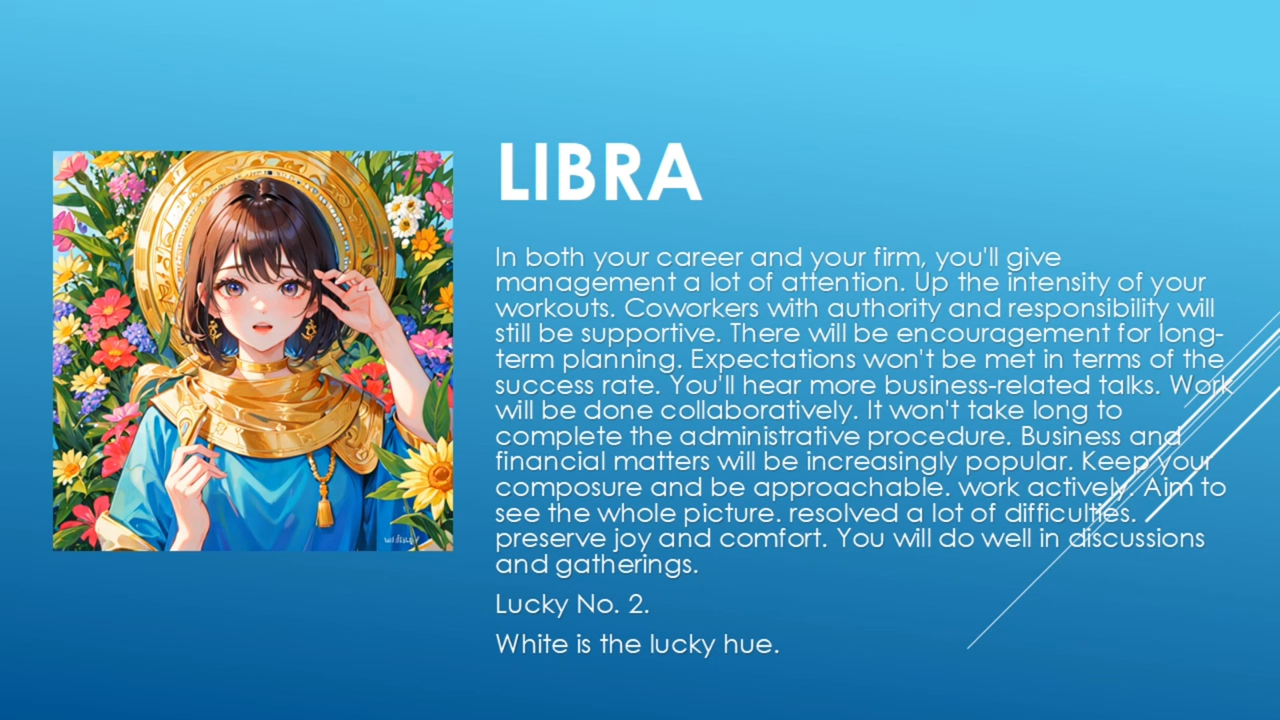 LIBRA
In both your career and your firm, you'll give
management a lot of attention. Up the intensity of your
workouts. Coworkers with authority and responsibility will
still be supportive. There will be encouragement for long-
term planning. Expectations won't be met in terms of the
success rate. You'll hear more business-related talks. Work
will be done collaboratively. It won't take long to
complete the administrative procedure. Business and
financial matters will be increasingly popular. Keep your
composure and be approachable. work actively. Aim to
see the whole picture. resolved a lot of difficulties.
preserve joy and comfort. You will do well in discussions
and gatherings.
Lucky No. 2.
White is the lucky hue.